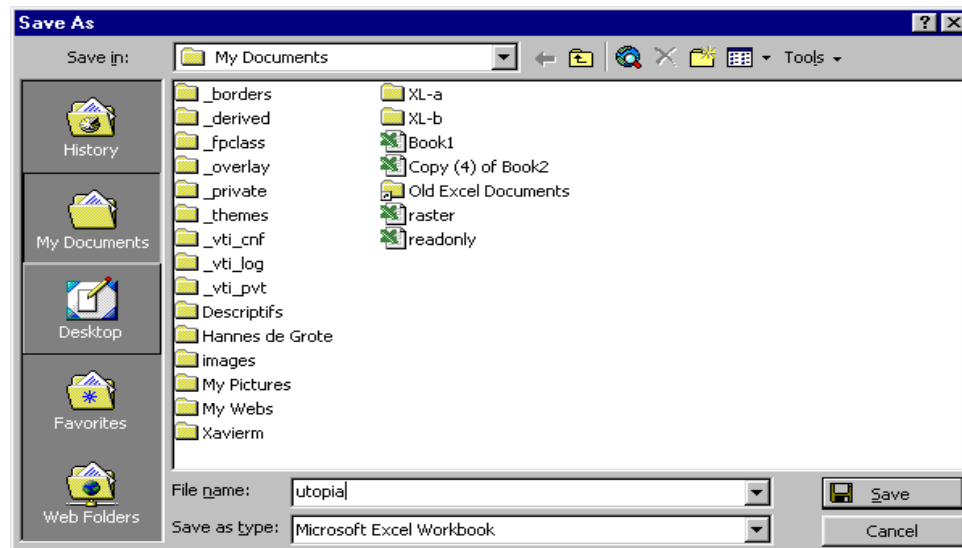 Save As
Save in:
My Documents
Tools
History
My Documents
Desktop
Favorites
Web Folders
_borders
_derived
_fpclass
_overlay
_private
_themes
_vti_cnf
_vti_log
_vti_pvt
Descriptifs
Hannes de Grote
images
My Pictures
My Webs
Xavierm
XL-a
XL-b
Book1
Copy (4) of Book2
Old Excel Documents
raster
readonly
File name:
utopia
Save
Save as type:
Microsoft Excel Workbook
Cancel